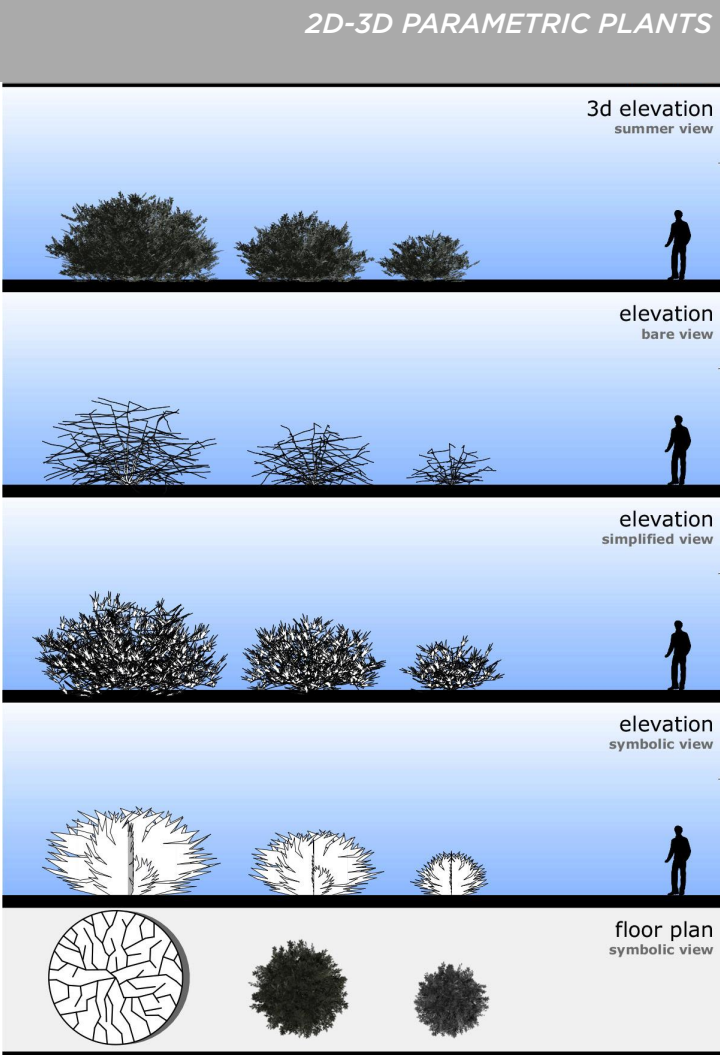 2D-3D PARAMETRIC PLANTS
3d elevation
summer view
elevation
bare view
elevation
simplified view
elevation
symbolic view
floor plan
symbolic view